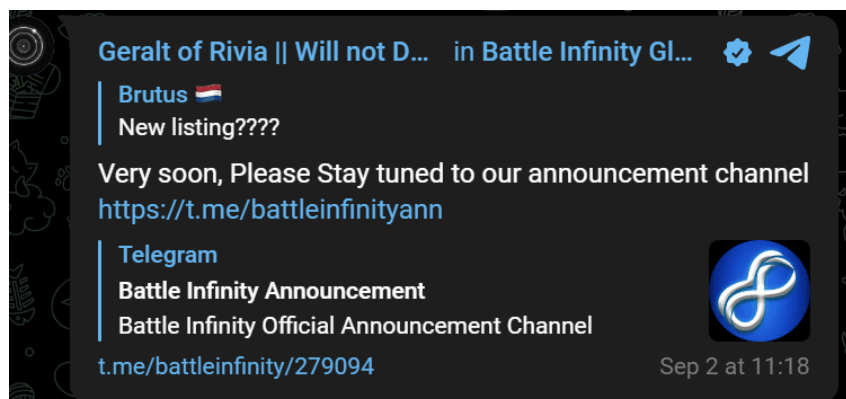 Geralt of Rivia || Will not D... in Battle Infinity Gl...
Brutus 🇳🇱
New listing????
Very soon, Please Stay tuned to our announcement channel
https://t.me/battleinfinityann
Telegram
Battle Infinity Announcement
Battle Infinity Official Announcement Channel
t.me/battleinfinity/279094 Sep 2 at 11:18